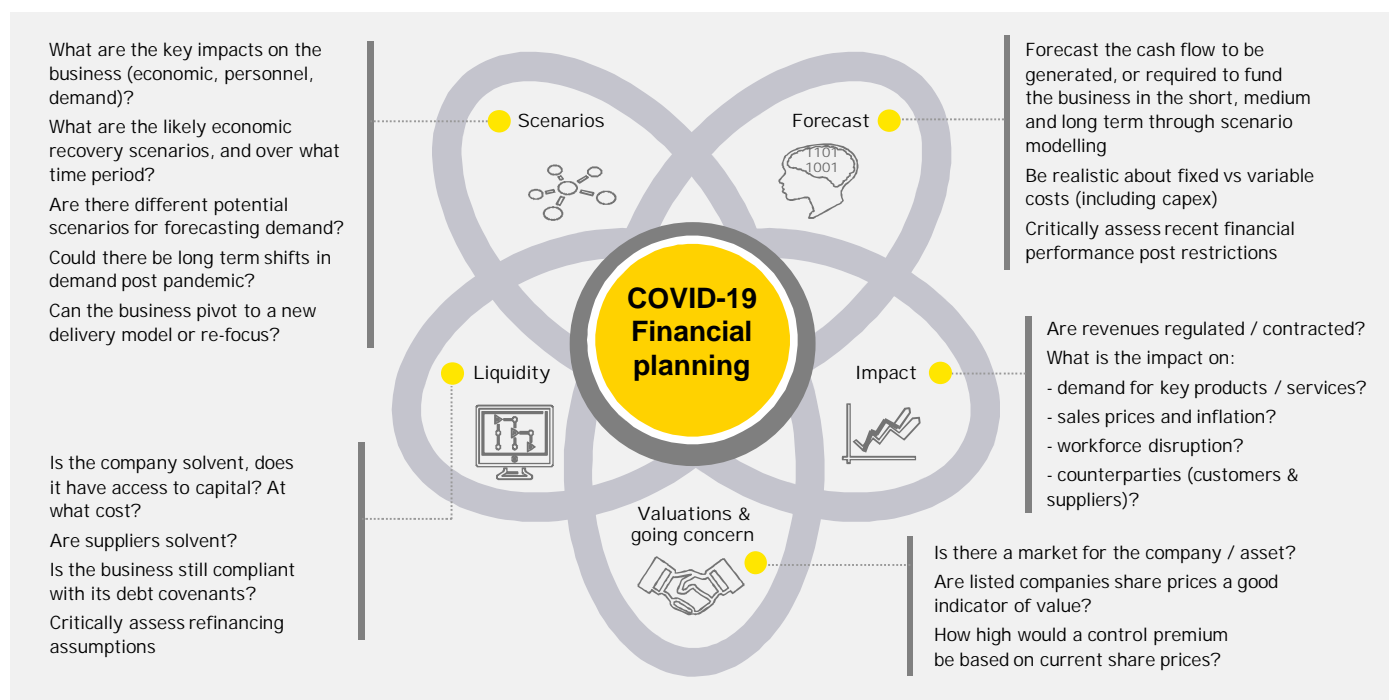 What are the key impacts on the
business (economic, personnel,
demand)?
What are the likely economic
recovery scenarios, and over what
time period?
Are there different potential
scenarios for forecasting demand?
Could there be long term shifts in
demand post pandemic?
Can the business pivot to a new
delivery model or re-focus?
Scenarios
Forecast
1101
1001
Forecast the cash flow to be
generated, or required to fund
the business in the short, medium
and long term through scenario
modelling
Be realistic about fixed vs variable
costs (including capex)
Critically assess recent financial
performance post restrictions
COVID-19
Financial
planning
Liquidity
Impact
Are revenues regulated / contracted?
What is the impact on:
- demand for key products / services?
- sales prices and inflation?
- workforce disruption?
- counterparties (customers &
suppliers)?
Is the company solvent, does
it have access to capital? At
what cost?
Are suppliers solvent?
Is the business still compliant
with its debt covenants?
Critically assess refinancing
assumptions
Valuations &
going concern
Is there a market for the company / asset?
Are listed companies share prices a good
indicator of value?
How high would a control premium
be based on current share prices?